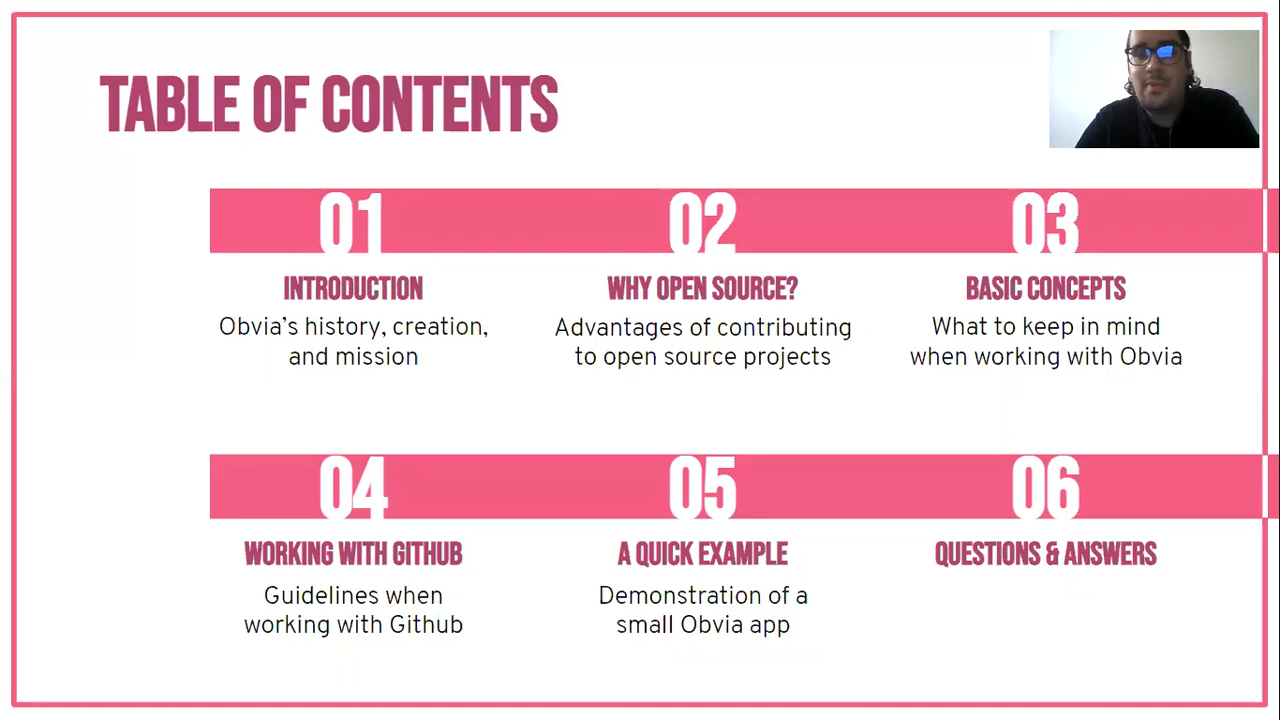 TABLE OF CONTENTS
01
02
03
INTRODUCTION
WHY OPEN SOURCE?
BASIC CONCEPTS
Obvia's history, creation,
and mission
Advantages of contributing
to open source projects
What to keep in mind
when working with Obvia
04
05
06
WORKING WITH GITHUB
A QUICK EXAMPLE
QUESTIONS & ANSWERS
Guidelines when
working with Github
Demonstration of a
small Obvia app